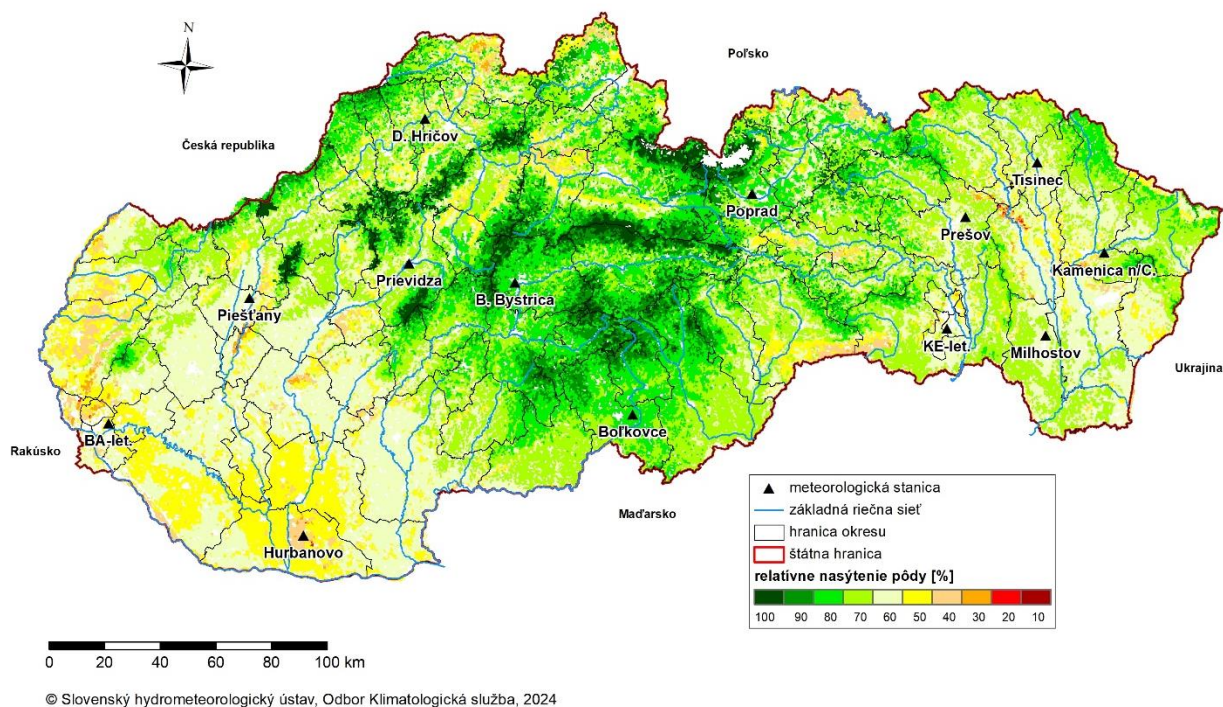 N
Poľsko
Česká republika
D. Hričov
Tisinec
Poprad
Prešov
Prievidza
Kamenica n/C.
B. Bystrica
Piešťany
KE-let.
Milhostov
Ukrajina
Boľkovce
BA-let.
Rakúsko
Maďarsko
Hurbanovo
meteorologická stanica
základná riečna sieť
hranica okresu
štátna hranica
relatívne nasýtenie pôdy [%]
100 90 80 70 60 50 40 30 20 10
0 20 40 60 80 100 km
© Slovenský hydrometeorologický ústav, Odbor Klimatologická služba, 2024